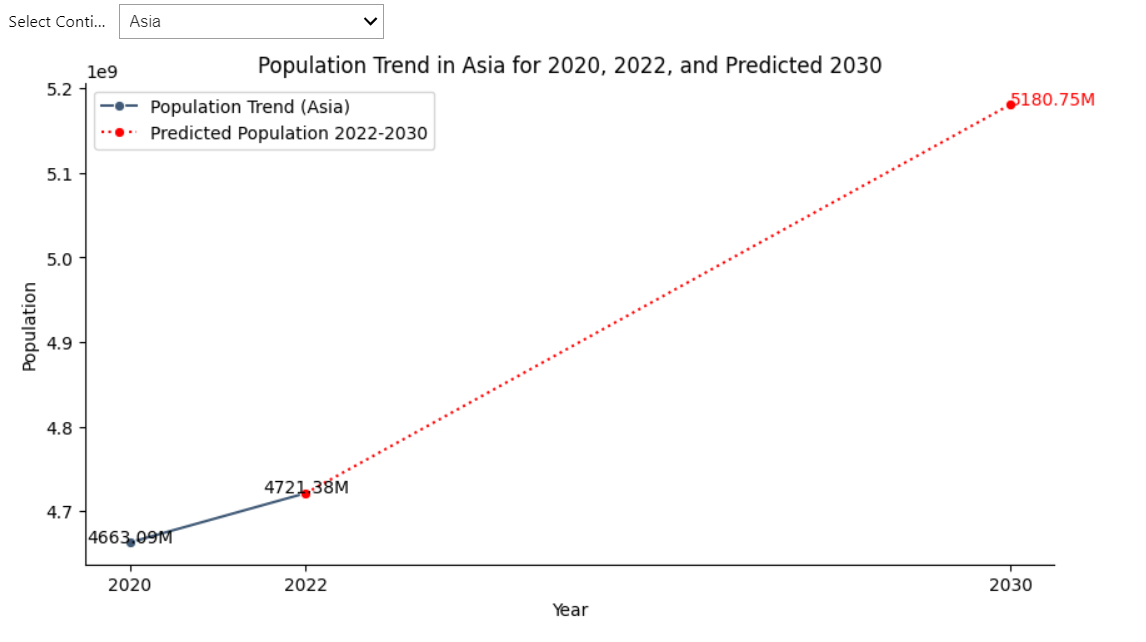 Select Conti...
Asia
Population Trend in Asia for 2020, 2022, and Predicted 2030
1e9
5.2
5.1
5.0
4.9
4.8
4.7
Population
Population Trend (Asia)
Predicted Population 2022-2030
5180.75M
4721.38M
4663.09M
2020
2022
2030
Year